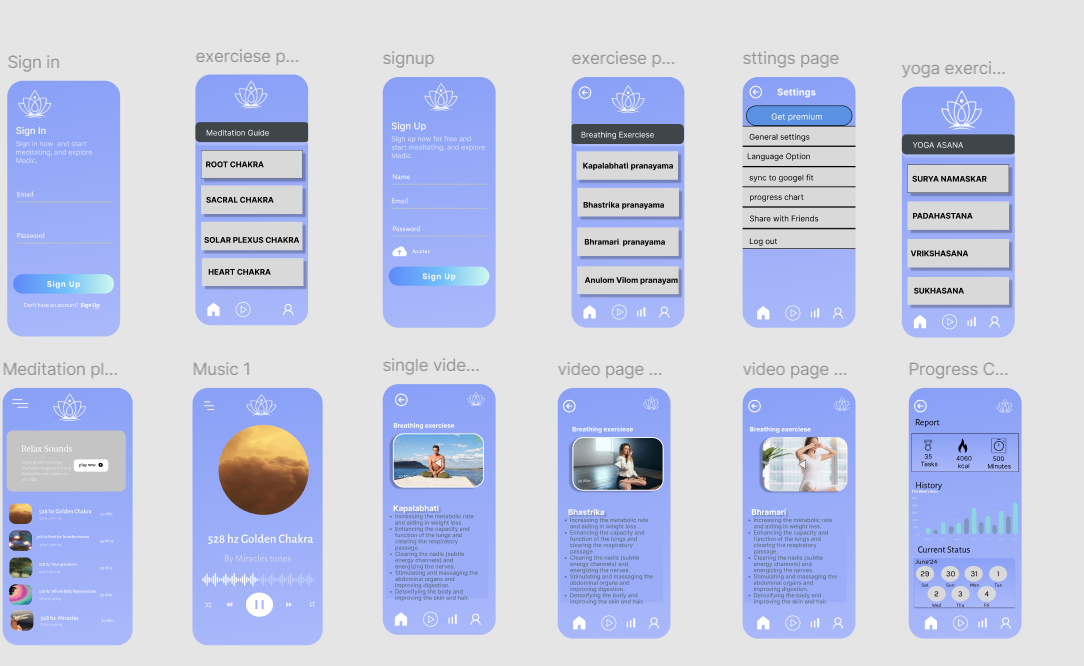 Sign in
Sign In
Sign in now and start
meditating, and explore
Medic.
Email
Password
Sign Up
Don't have an account? Sign Up
exerciese p...
Meditation Guide
ROOT CHAKRA
SACRAL CHAKRA
SOLAR PLEXUS CHAKRA
HEART CHAKRA
signup
Sign Up
Sign up now for free and
start meditating, and explore
Medic.
Name
Email
Password
Avatar
Sign Up
exerciese p...
Breathing Exerciese
Kapalabhati pranayama
Bhastrika pranayama
Bhramari pranayama
Anulom Vilom pranayam
sttings page
Settings
Get premium
General settings
Language Option
sync to googel fit
progress chart
Share with Friends
Log out
yoga exerci...
YOGA ASANA
SURYA NAMASKAR
PADAHASTANA
VRIKSHASANA
SUKHASANA
Meditation pl...
Relax Sounds
play now
528 hz Golden Chakra
528 hz Miracles
Music 1
528 hz Golden Chakra
By Miracles tones
single vide...
Breathing exerciese
Kapalabhati
Increasing the metabolic rate
and aiding in weight loss.
Enhancing the capacity and
function of the lungs and
clearing the respiratory
passage.
Clearing the nadis (subtle
energy channels) and
energizing the nerves.
Stimulating and massaging the
abdominal organs and
improving digestion.
Detoxifying the body and
improving the skin and hair.
video page ...
Breathing exerciese
Bhastrika
Increasing the metabolic rate
and aiding in weight loss.
Enhancing the capacity and
function of the lungs and
clearing the respiratory
passage.
Clearing the nadis (subtle
energy channels) and
energizing the nerves.
Stimulating and massaging the
abdominal organs and
improving digestion.
Detoxifying the body and
improving the skin and hair.
video page ...
Breathing exerciese
Bhramari
Increasing the metabolic rate
and aiding in weight loss.
Enhancing the capacity and
function of the lungs and
clearing the respiratory
passage.
Clearing the nadis (subtle
energy channels) and
energizing the nerves.
Stimulating and massaging the
abdominal organs and
improving digestion.
Detoxifying the body and
improving the skin and hair.
Progress C...
Report
35 4060 500
Tasks kcal Minutes
History
Current Status
June'24
29 30 31 1
Sat Sun Mon Tue
2 3 4
Wed Thu Fri